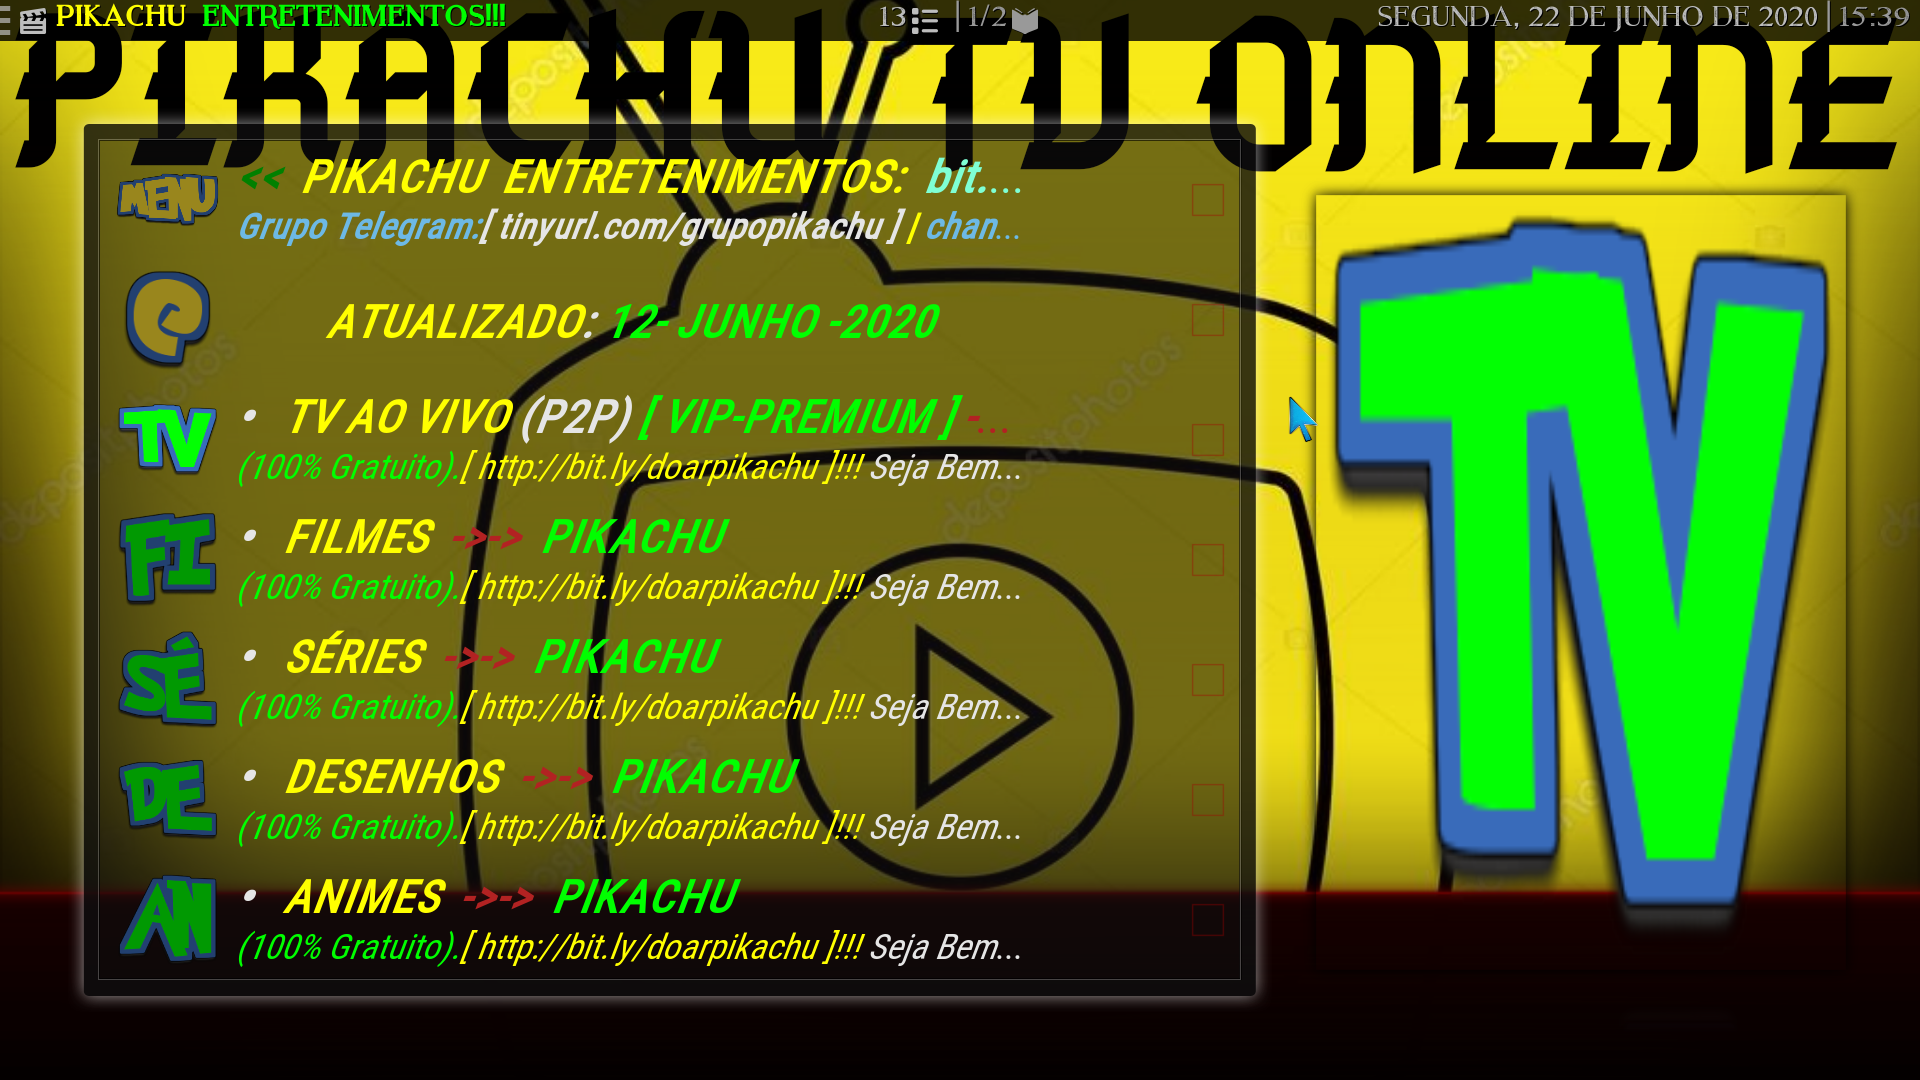 PIKACHU ENTRETENIMENTOS!!!
13
1/2
SEGUNDA, 22 DE JUNHO DE 2020 | 15:39
PIKACHU TV ONLINE
MENU
<< PIKACHU ENTRETENIMENTOS: bit....
Grupo Telegram:[ tinyurl.com/grupopikachu ] | chan...
ATUALIZADO: 12- JUNHO -2020
TV
• TV AO VIVO (P2P) [ VIP-PREMIUM ] -...
(100% Gratuito).[ http://bit.ly/doarpikachu ]!!! Seja Bem...
FI
• FILMES ->-> PIKACHU
(100% Gratuito).[ http://bit.ly/doarpikachu ]!!! Seja Bem...
SÉ
• SÉRIES ->-> PIKACHU
(100% Gratuito).[ http://bit.ly/doarpikachu ]!!! Seja Bem...
DE
• DESENHOS ->-> PIKACHU
(100% Gratuito).[ http://bit.ly/doarpikachu ]!!! Seja Bem...
AN
• ANIMES ->-> PIKACHU
(100% Gratuito).[ http://bit.ly/doarpikachu ]!!! Seja Bem...
TV
depositphotos